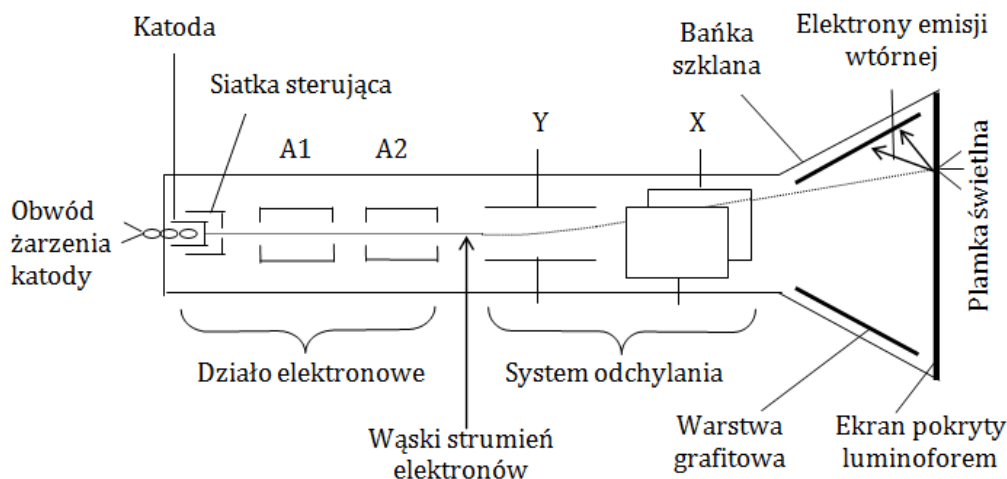 Katoda
Siatka sterująca
A1
A2
Y
X
Bańka
szklana
Elektrony emisji
wtórnej
Obwód
żarzenia
katody
Plamka świetlna
Działo elektronowe
System odchylania
Wąski strumień
elektronów
Warstwa
grafitowa
Ekran pokryty
luminoforem